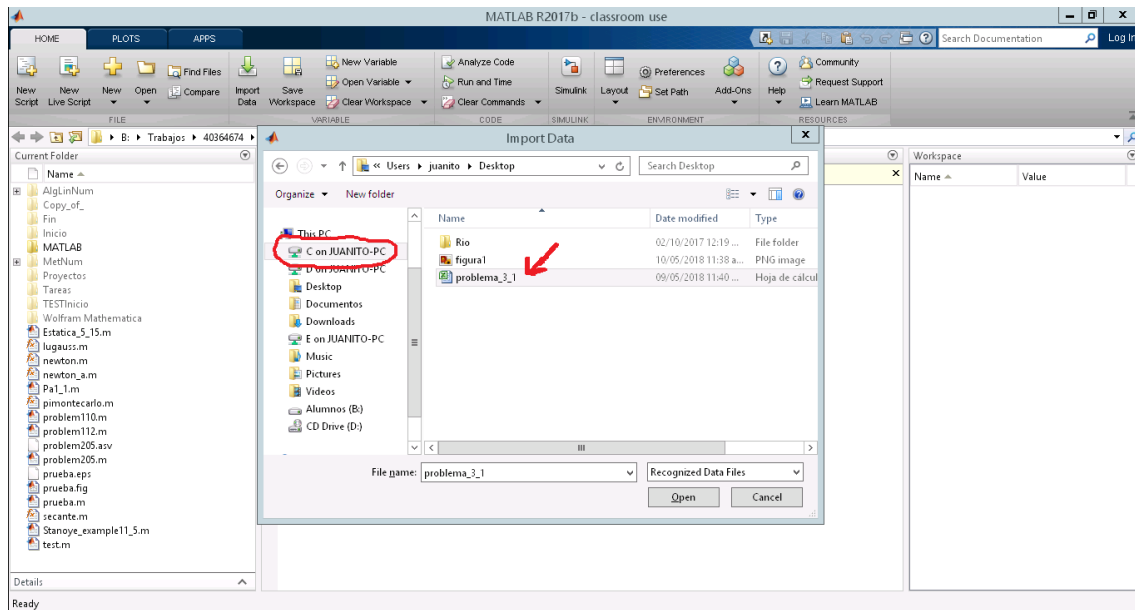 MATLAB R2017b - classroom use
HOME PLOTS APPS
Search Documentation Log In
New Script
New Live Script
New
Open
Find Files
Compare
Import Data
Save Workspace
New Variable
Open Variable
Clear Workspace
Analyze Code
Run and Time
Clear Commands
Simulink
Layout
Preferences
Set Path
Add-Ons
Help
Community
Request Support
Learn MATLAB
FILE VARIABLE CODE SIMULINK ENVIRONMENT RESOURCES
B: Trabajos 40364674
Current Folder
Name
AlgLinNum
Copy_of_
Fin
Inicio
MATLAB
MetNum
Proyectos
Tareas
TESTInicio
Wolfram Mathematica
Estatica_5_15.m
lugauss.m
newton.m
newton_a.m
Pa1_1.m
pimontecarlo.m
problem110.m
problem112.m
problem205.asv
problem205.m
prueba.eps
prueba.fig
prueba.m
secante.m
Stanoye_example11_5.m
test.m
Details
Ready
Import Data
« Users juanito Desktop
Search Desktop
Organize New folder
This PC
C on JUANITO-PC
D on JUANITO-PC
Desktop
Documentos
Downloads
E on JUANITO-PC
Music
Pictures
Videos
Alumnos (B:)
CD Drive (D:)
Name Date modified Type
Rio 02/10/2017 12:19 ... File folder
figura1 10/05/2018 11:38 a... PNG image
problema_3_1 09/05/2018 11:40 ... Hoja de cálcul
File name: problema_3_1
Recognized Data Files
Open Cancel
Workspace
Name Value